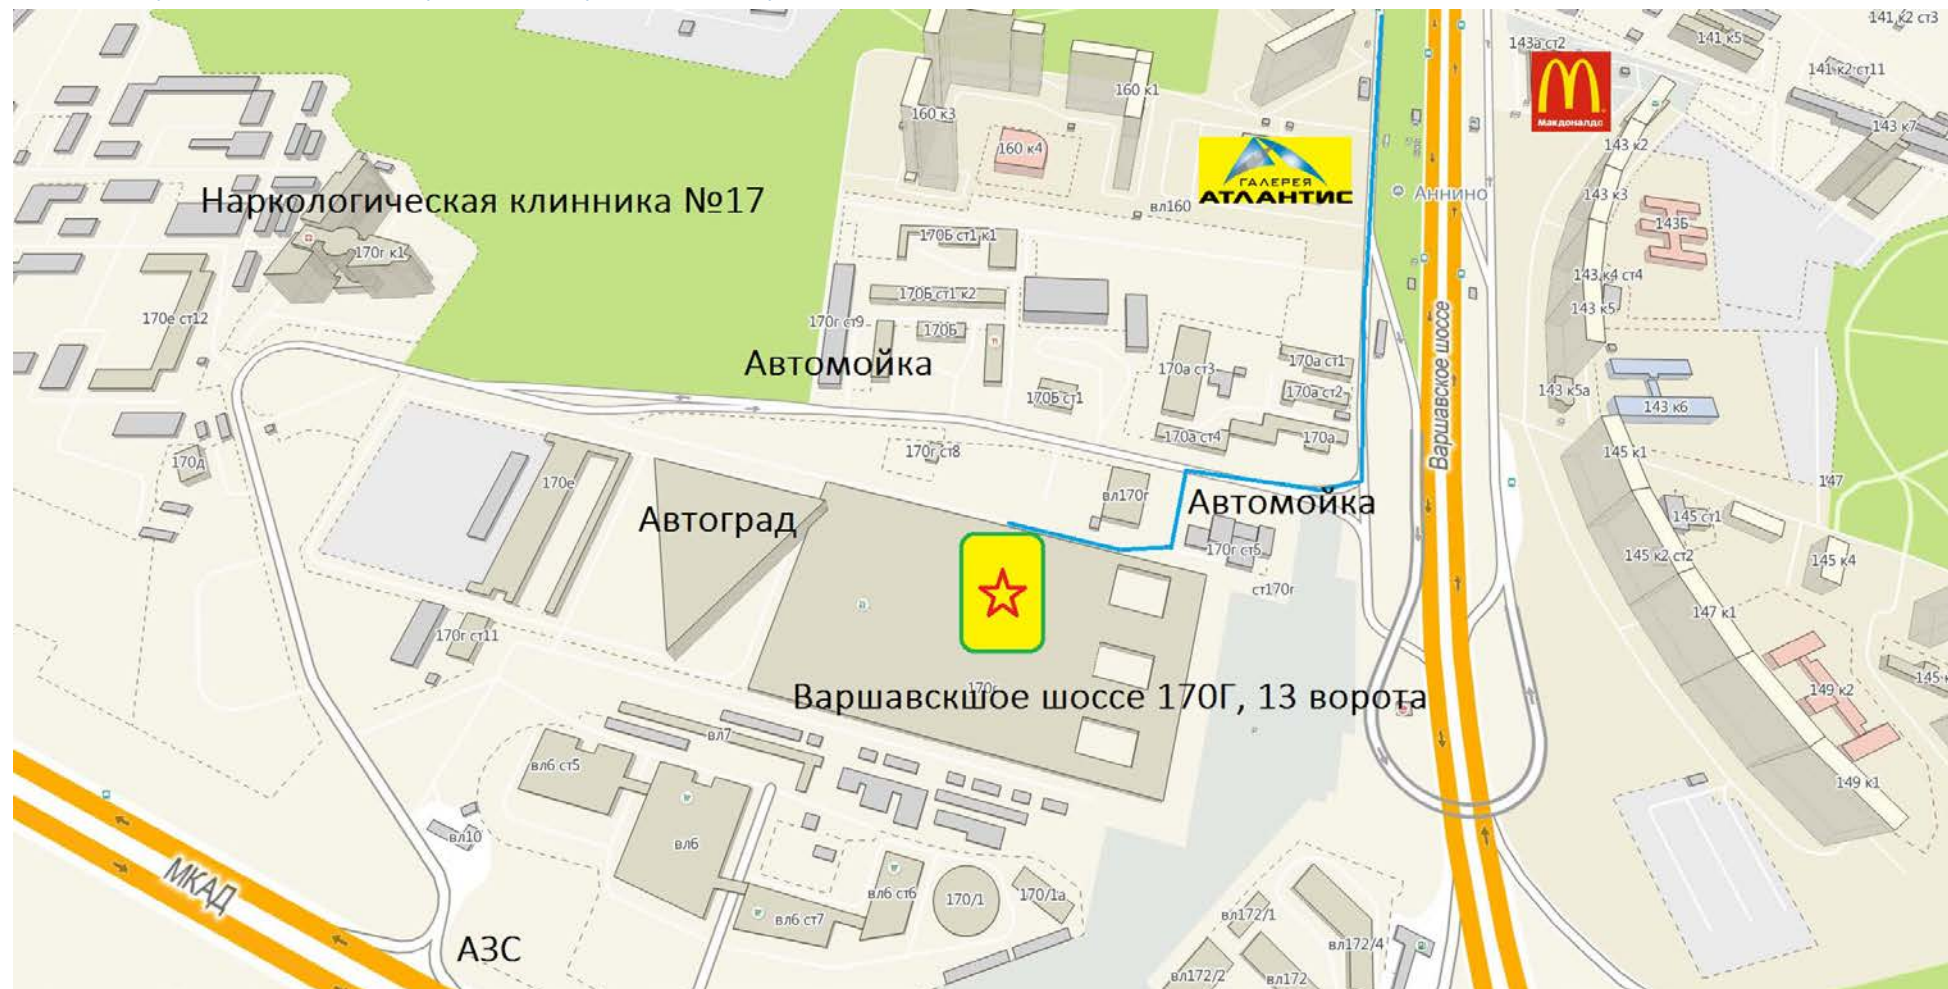 141 к2 ст3
141 к5
143а ст2
141 к2 ст11
160 к1
160 к3
Макдоналдс
143 к7
160 к4
143 к2
ГАЛЕРЕЯ
АТЛАНТИС
Аннино
143 к3
Наркологическая клинника №17
вл160
143Б
170Б ст1 к1
170г к1
143 к4 ст4
170Б ст1 к2
143 к5
170е ст12
170г ст9
170Б
Варшавское шоссе
Автомойка
170а ст1
170а ст3
170а ст2
143 к5а
170Б ст1
143 к6
170а ст4
170а
170г ст8
145 к1
170д
170е
147
вл170г
Автомойка
Автоград
145 ст1
170г ст5
145 к2 ст2
145 к4
ст170г
147 к1
170г ст11
145 к
149 к2
170г
Варшавскшое шоссе 170Г, 13 ворота
вл7
вл6 ст5
149 к1
вл10
вл6
МКАД
вл6 ст6
170/1
170/1а
вл6 ст7
вл172/1
вл172/4
АЗС
вл172/2
вл172